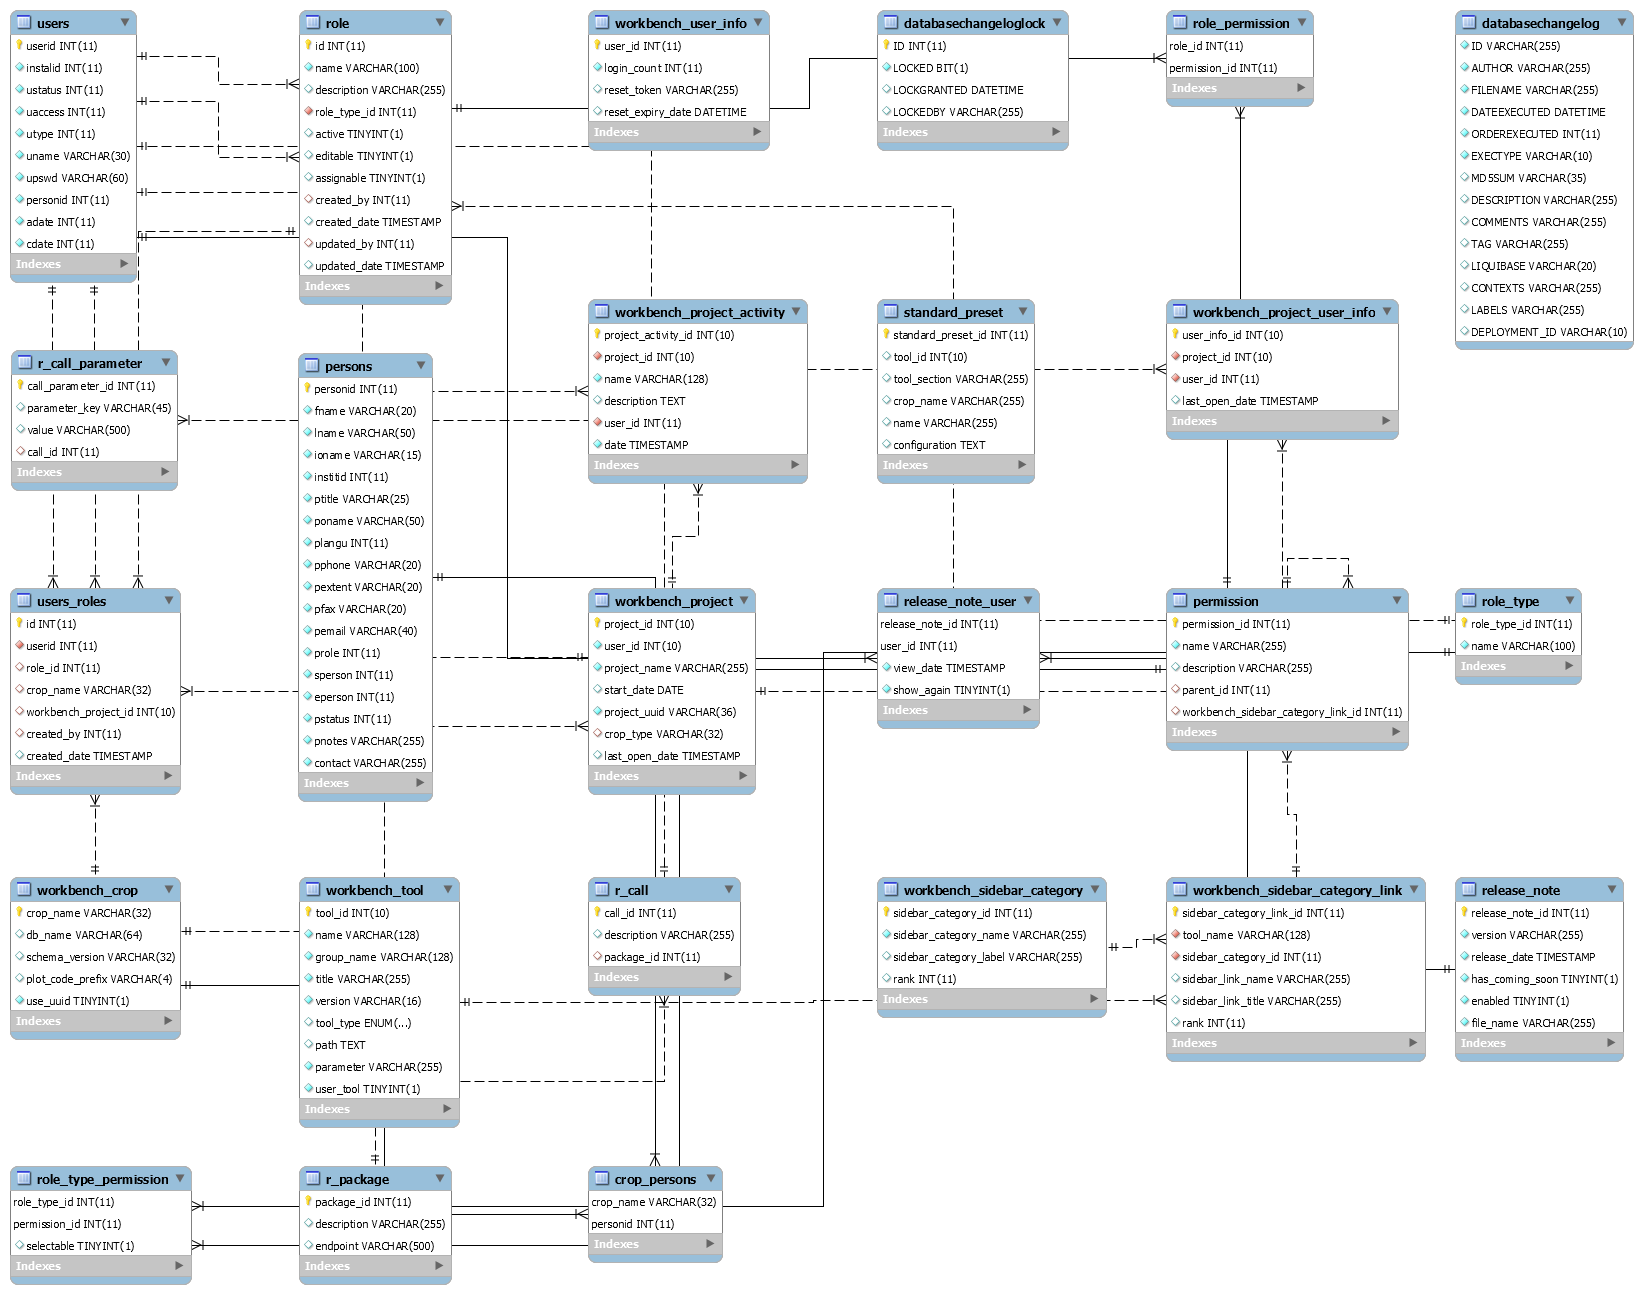 users
userid INT(11)
instalid INT(11)
ustatus INT(11)
uaccess INT(11)
utype INT(11)
uname VARCHAR(30)
upswd VARCHAR(60)
personid INT(11)
adate INT(11)
cdate INT(11)
Indexes
role
id INT(11)
name VARCHAR(100)
description VARCHAR(255)
role_type_id INT(11)
active TINYINT(1)
editable TINYINT(1)
assignable TINYINT(1)
created_by INT(11)
created_date TIMESTAMP
updated_by INT(11)
updated_date TIMESTAMP
Indexes
workbench_user_info
user_id INT(11)
login_count INT(11)
reset_token VARCHAR(255)
reset_expiry_date DATETIME
Indexes
databasechangeloglock
ID INT(11)
LOCKED BIT(1)
LOCKGRANTED DATETIME
LOCKEDBY VARCHAR(255)
Indexes
role_permission
role_id INT(11)
permission_id INT(11)
Indexes
databasechangelog
ID VARCHAR(255)
AUTHOR VARCHAR(255)
FILENAME VARCHAR(255)
DATEEXECUTED DATETIME
ORDEREXECUTED INT(11)
EXECTYPE VARCHAR(10)
MD5SUM VARCHAR(35)
DESCRIPTION VARCHAR(255)
COMMENTS VARCHAR(255)
TAG VARCHAR(255)
LIQUIBASE VARCHAR(20)
CONTEXTS VARCHAR(255)
LABELS VARCHAR(255)
DEPLOYMENT_ID VARCHAR(10)
Indexes
r_call_parameter
call_parameter_id INT(11)
parameter_key VARCHAR(45)
value VARCHAR(500)
call_id INT(11)
Indexes
persons
personid INT(11)
fname VARCHAR(20)
lname VARCHAR(50)
ioname VARCHAR(15)
institid INT(11)
ptitle VARCHAR(25)
poname VARCHAR(50)
plangu INT(11)
pphone VARCHAR(20)
pextent VARCHAR(20)
pfax VARCHAR(20)
pemail VARCHAR(40)
prole INT(11)
sperson INT(11)
eperson INT(11)
pstatus INT(11)
pnotes VARCHAR(255)
contact VARCHAR(255)
Indexes
workbench_project_activity
project_activity_id INT(10)
project_id INT(10)
name VARCHAR(128)
description TEXT
user_id INT(11)
date TIMESTAMP
Indexes
standard_preset
standard_preset_id INT(11)
tool_id INT(10)
tool_section VARCHAR(255)
crop_name VARCHAR(255)
name VARCHAR(255)
configuration TEXT
Indexes
workbench_project_user_info
user_info_id INT(10)
project_id INT(10)
user_id INT(11)
last_open_date TIMESTAMP
Indexes
users_roles
id INT(11)
userid INT(11)
role_id INT(11)
crop_name VARCHAR(32)
workbench_project_id INT(10)
created_by INT(11)
created_date TIMESTAMP
Indexes
workbench_project
project_id INT(10)
user_id INT(10)
project_name VARCHAR(255)
start_date DATE
project_uuid VARCHAR(36)
crop_type VARCHAR(32)
last_open_date TIMESTAMP
Indexes
release_note_user
release_note_id INT(11)
user_id INT(11)
view_date TIMESTAMP
show_again TINYINT(1)
Indexes
permission
permission_id INT(11)
name VARCHAR(255)
description VARCHAR(255)
parent_id INT(11)
workbench_sidebar_category_link_id INT(11)
Indexes
role_type
role_type_id INT(11)
name VARCHAR(100)
Indexes
workbench_crop
crop_name VARCHAR(32)
db_name VARCHAR(64)
schema_version VARCHAR(32)
plot_code_prefix VARCHAR(4)
use_uuid TINYINT(1)
Indexes
workbench_tool
tool_id INT(10)
name VARCHAR(128)
group_name VARCHAR(128)
title VARCHAR(255)
version VARCHAR(16)
tool_type ENUM(...)
path TEXT
parameter VARCHAR(255)
user_tool TINYINT(1)
Indexes
r_call
call_id INT(11)
description VARCHAR(255)
package_id INT(11)
Indexes
workbench_sidebar_category
sidebar_category_id INT(11)
sidebar_category_name VARCHAR(255)
sidebar_category_label VARCHAR(255)
rank INT(11)
Indexes
workbench_sidebar_category_link
sidebar_category_link_id INT(11)
tool_name VARCHAR(128)
sidebar_category_id INT(11)
sidebar_link_name VARCHAR(255)
sidebar_link_title VARCHAR(255)
rank INT(11)
Indexes
release_note
release_note_id INT(11)
version VARCHAR(255)
release_date TIMESTAMP
has_coming_soon TINYINT(1)
enabled TINYINT(1)
file_name VARCHAR(255)
Indexes
role_type_permission
role_type_id INT(11)
permission_id INT(11)
selectable TINYINT(1)
Indexes
r_package
package_id INT(11)
description VARCHAR(255)
endpoint VARCHAR(500)
Indexes
crop_persons
crop_name VARCHAR(32)
personid INT(11)
Indexes